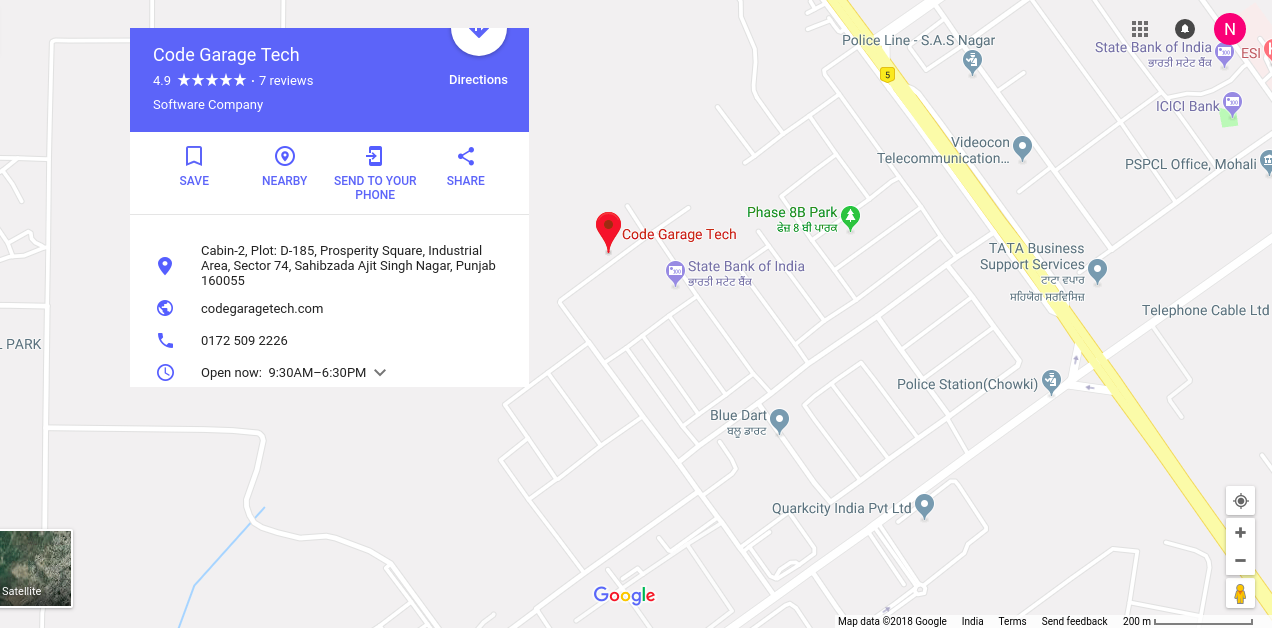 Code Garage Tech
4.9 ★★★★★ · 7 reviews
Directions
Software Company
SAVE
NEARBY
SEND TO YOUR
PHONE
SHARE
Cabin-2, Plot: D-185, Prosperity Square, Industrial
Area, Sector 74, Sahibzada Ajit Singh Nagar, Punjab
160055
codegaragetech.com
0172 509 2226
Open now: 9:30AM–6:30PM
N
Police Line - S.A.S Nagar
State Bank of India
ਭਾਰਤੀ ਸਟੇਟ ਬੈਂਕ
ESI
5
ICICI Bank
Videocon
Telecommunication...
PSPCL Office, Mohali
Phase 8B Park
ਫੇਜ਼ 8 ਬੀ ਪਾਰਕ
Code Garage Tech
State Bank of India
ਭਾਰਤੀ ਸਟੇਟ ਬੈਂਕ
TATA Business
Support Services
ਟਾਟਾ ਵਪਾਰ
ਸਹਿਯੋਗ ਸਰਵਿਸਿਜ਼
Telephone Cable Ltd
L PARK
Police Station(Chowki)
Blue Dart
ਬਲੂ ਡਾਰਟ
Quarkcity India Pvt Ltd
Satellite
Google
Map data ©2018 Google India Terms Send feedback 200 m